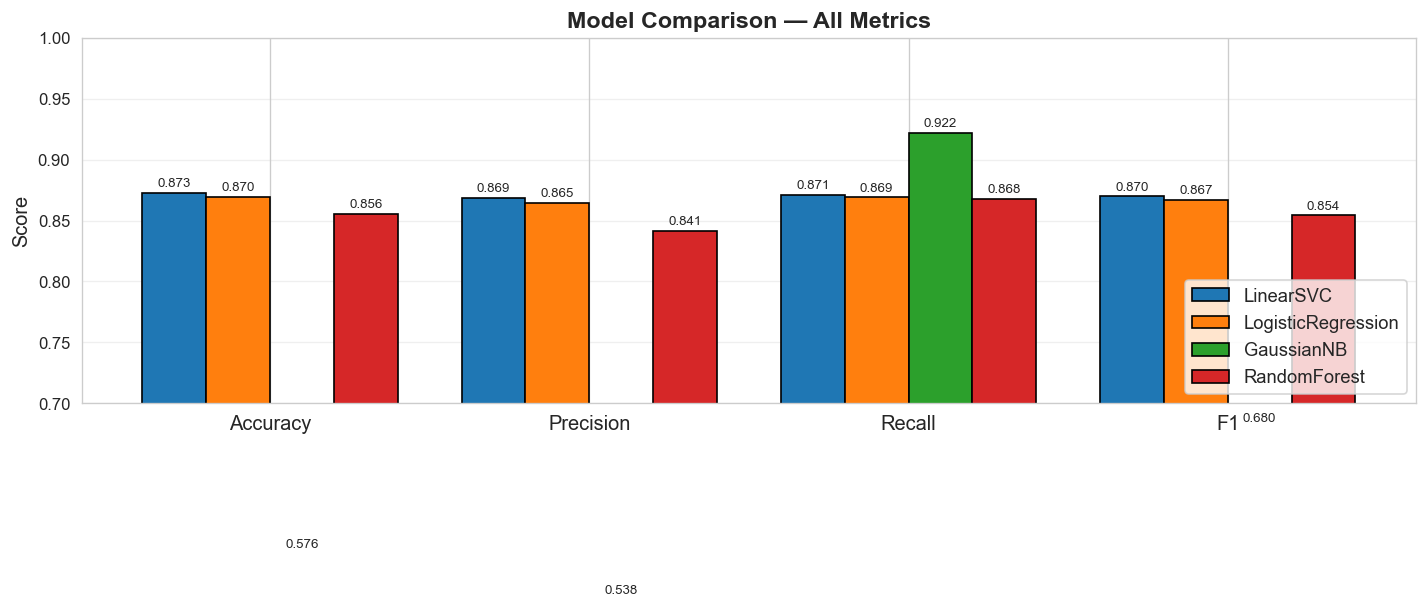 Model Comparison — All Metrics
Score
1.00
0.95
0.90
0.85
0.80
0.75
0.70
0.873
0.870
0.856
0.869
0.865
0.841
0.871
0.869
0.922
0.868
0.870
0.867
0.854
LinearSVC
LogisticRegression
GaussianNB
RandomForest
Accuracy
Precision
Recall
F1
0.680
0.576
0.538